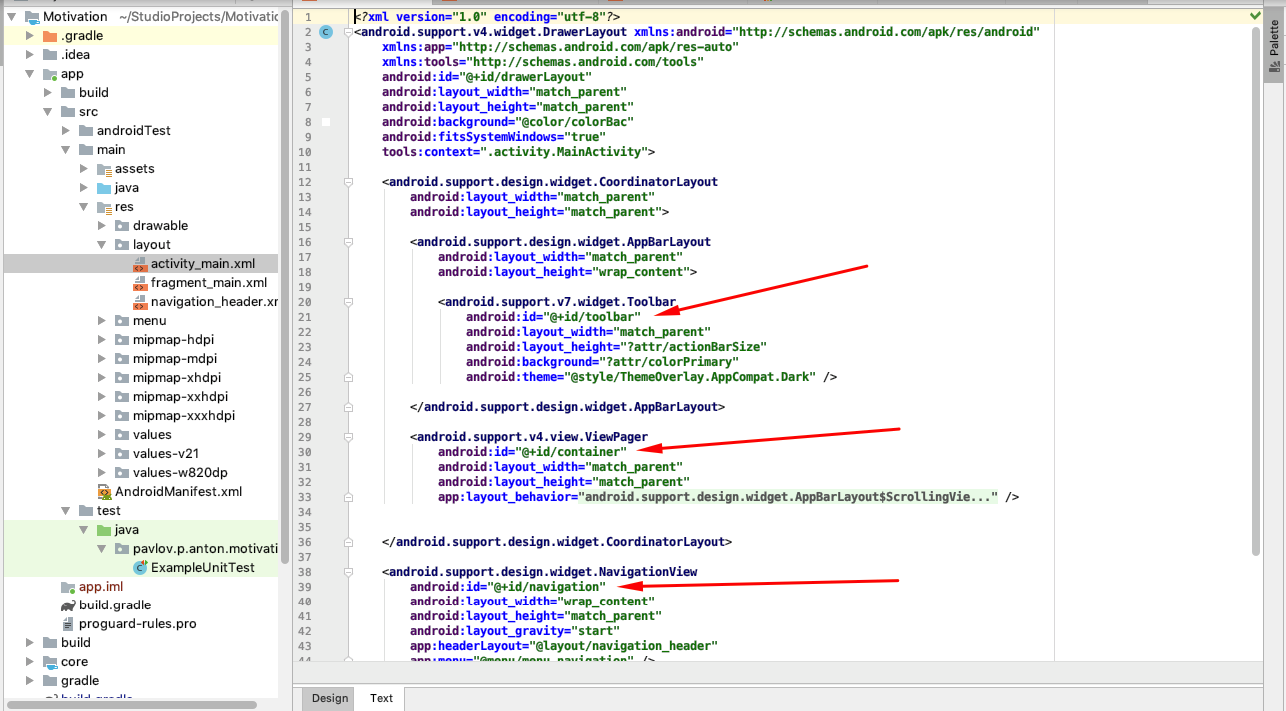 Motivation ~/StudioProjects/Motivatio
.gradle
.idea
app
build
src
androidTest
main
assets
java
res
drawable
layout
activity_main.xml
fragment_main.xml
navigation_header.xr
menu
mipmap-hdpi
mipmap-mdpi
mipmap-xhdpi
mipmap-xxhdpi
mipmap-xxxhdpi
values
values-v21
values-w820dp
AndroidManifest.xml
test
java
pavlov.p.anton.motivati
ExampleUnitTest
app.iml
build.gradle
proguard-rules.pro
build
core
gradle
build.gradle
1 <?xml version="1.0" encoding="utf-8"?>
2 <android.support.v4.widget.DrawerLayout xmlns:android="http://schemas.android.com/apk/res/android"
3 xmlns:app="http://schemas.android.com/apk/res-auto"
4 xmlns:tools="http://schemas.android.com/tools"
5 android:id="@+id/drawerLayout"
6 android:layout_width="match_parent"
7 android:layout_height="match_parent"
8 android:background="@color/colorBac"
9 android:fitsSystemWindows="true"
10 tools:context=".activity.MainActivity">
11
12 <android.support.design.widget.CoordinatorLayout
13 android:layout_width="match_parent"
14 android:layout_height="match_parent">
15
16 <android.support.design.widget.AppBarLayout
17 android:layout_width="match_parent"
18 android:layout_height="wrap_content">
19
20 <android.support.v7.widget.Toolbar
21 android:id="@+id/toolbar"
22 android:layout_width="match_parent"
23 android:layout_height="?attr/actionBarSize"
24 android:background="?attr/colorPrimary"
25 android:theme="@style/ThemeOverlay.AppCompat.Dark" />
26
27 </android.support.design.widget.AppBarLayout>
28
29 <android.support.v4.view.ViewPager
30 android:id="@+id/container"
31 android:layout_width="match_parent"
32 android:layout_height="match_parent"
33 app:layout_behavior="android.support.design.widget.AppBarLayout$ScrollingVie..." />
34
35
36 </android.support.design.widget.CoordinatorLayout>
37
38 <android.support.design.widget.NavigationView
39 android:id="@+id/navigation"
40 android:layout_width="wrap_content"
41 android:layout_height="match_parent"
42 android:layout_gravity="start"
43 app:headerLayout="@layout/navigation_header"
44 app:menu="@menu/menu_navigation" />
Design Text
Palette